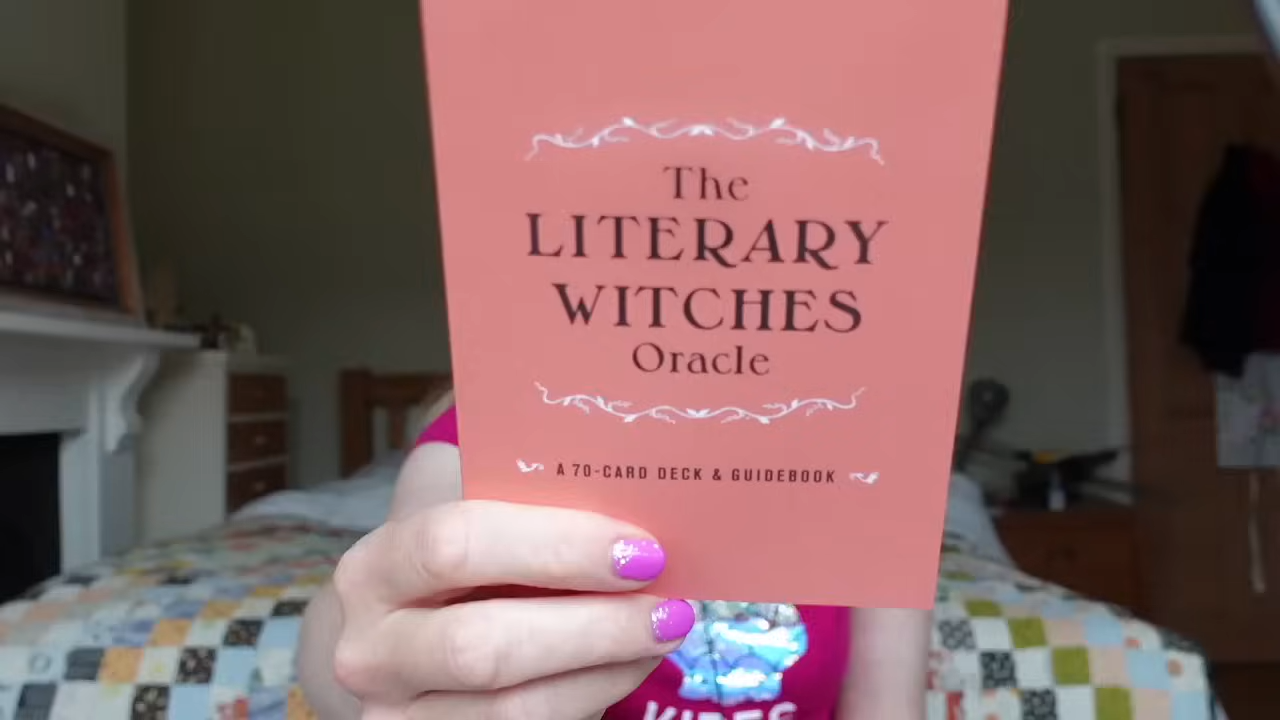 The
LITERARY
WITCHES
Oracle
A 70-CARD DECK & GUIDEBOOK